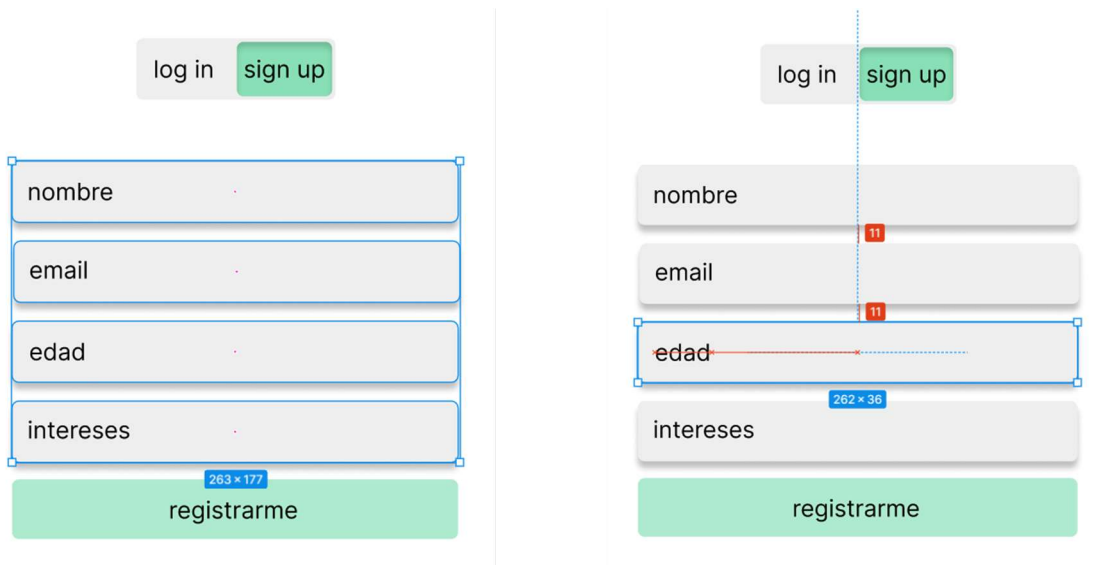 log in sign up
nombre
email
edad
intereses
263 × 177
registrarme
log in sign up
nombre
11
email
11
edad
262 × 36
intereses
registrarme